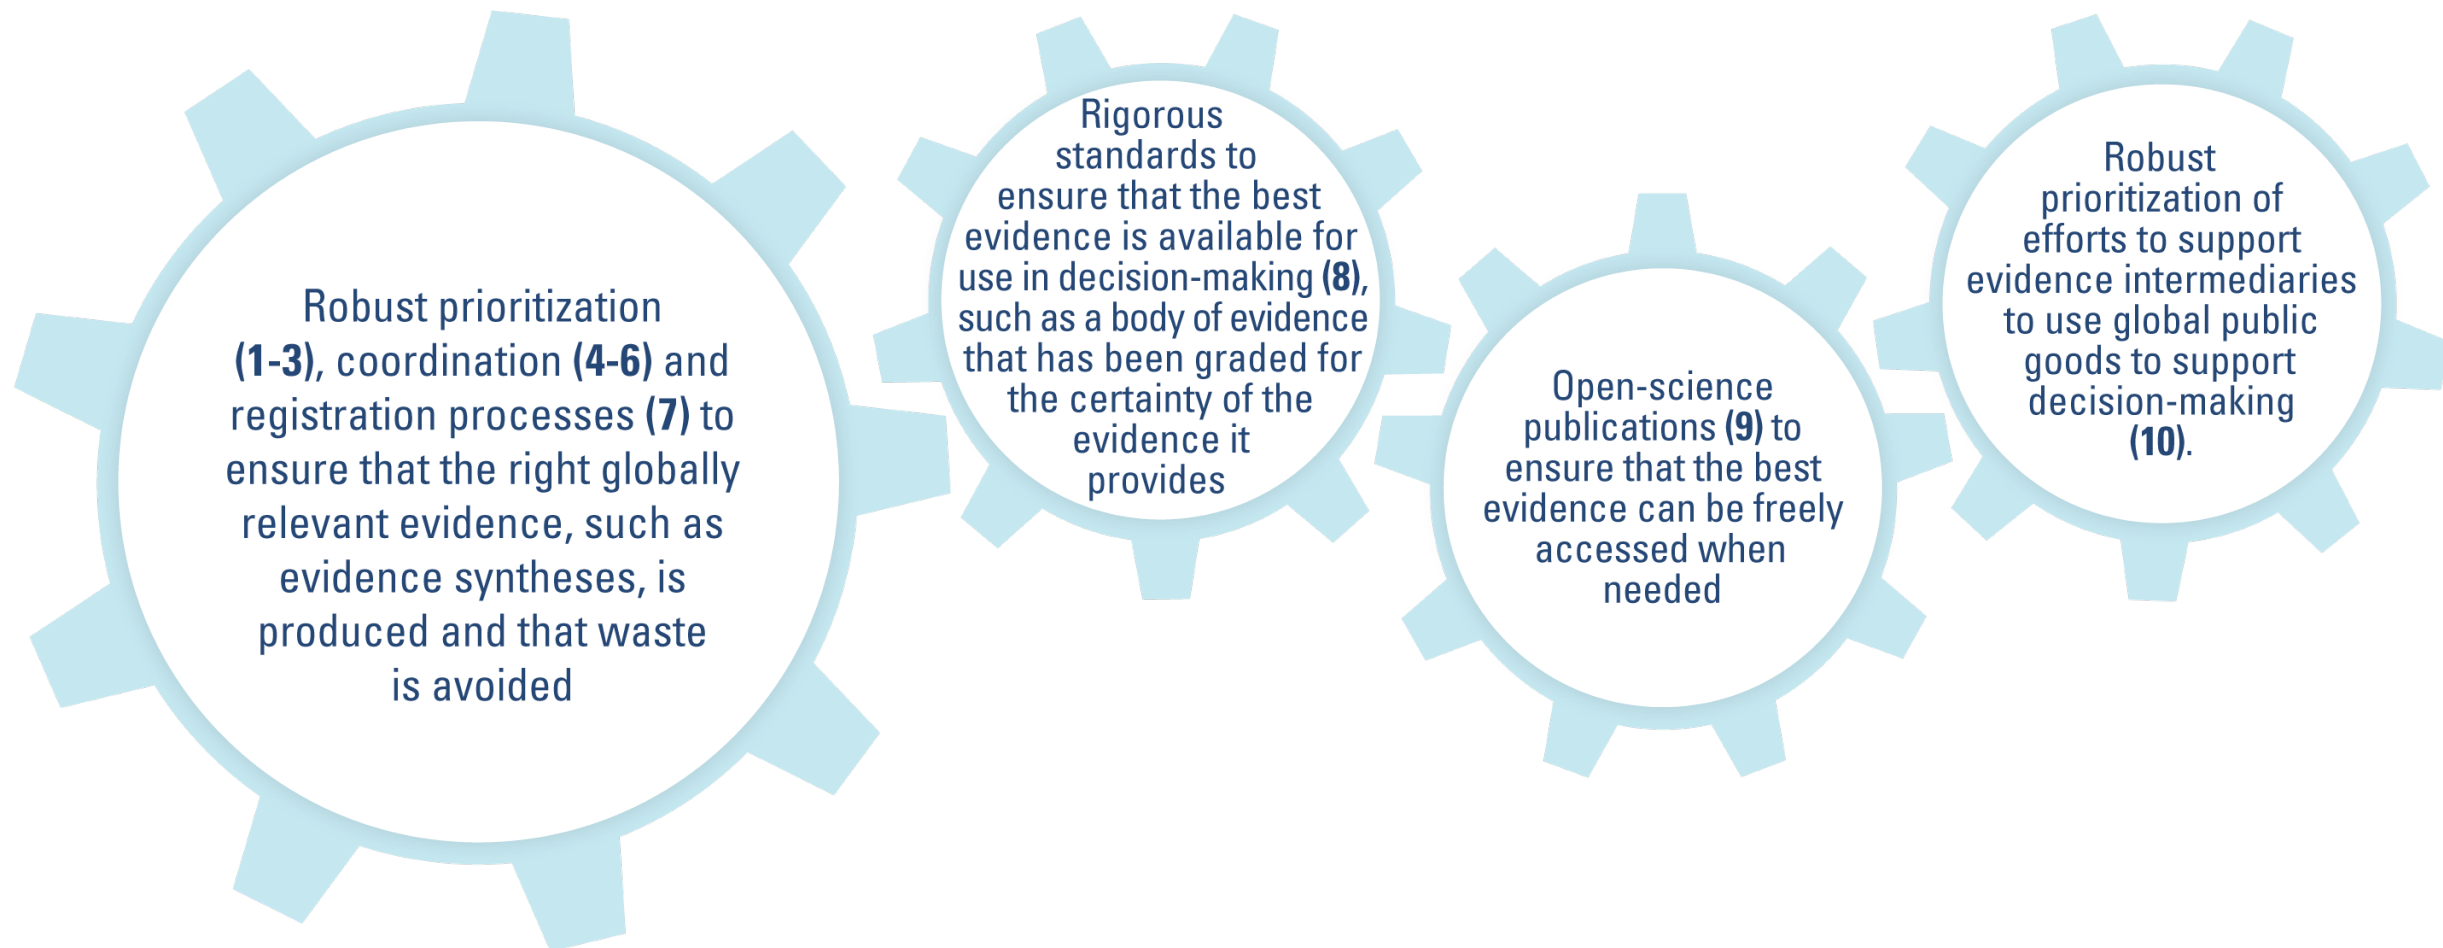 Robust prioritization
(1-3), coordination (4-6) and
registration processes (7) to
ensure that the right globally
relevant evidence, such as
evidence syntheses, is
produced and that waste
is avoided
Rigorous
standards to
ensure that the best
evidence is available for
use in decision-making (8),
such as a body of evidence
that has been graded for
the certainty of the
evidence it
provides
Open-science
publications (9) to
ensure that the best
evidence can be freely
accessed when
needed
Robust
prioritization of
efforts to support
evidence intermediaries
to use global public
goods to support
decision-making
(10).